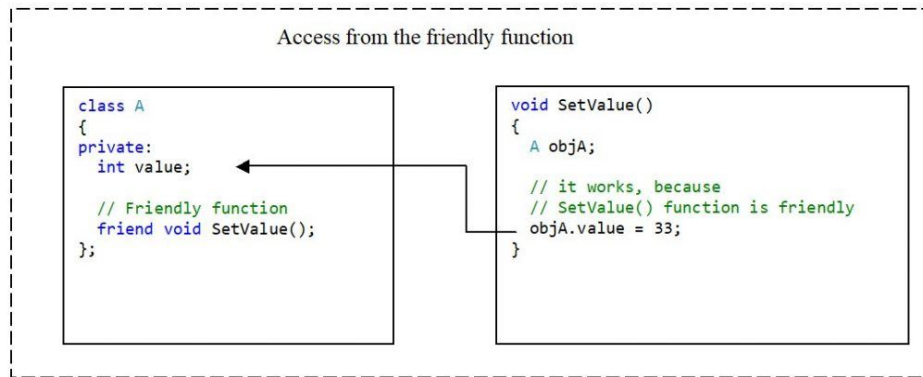 Access from the friendly function
class A
{
private:
int value;
// Friendly function
friend void SetValue();
};
void SetValue()
{
A objA;
// it works, because
// SetValue() function is friendly
objA.value = 33;
}